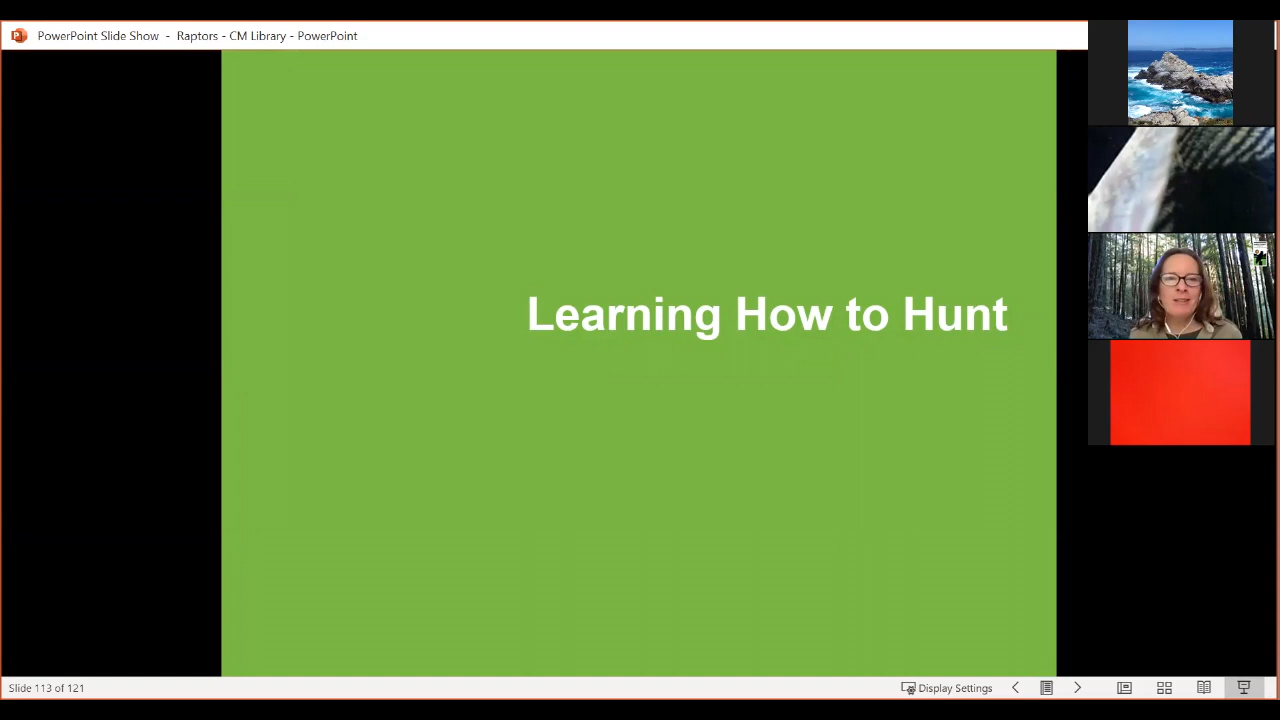 PowerPoint Slide Show - Raptors - CM Library - PowerPoint
Learning How to Hunt
Slide 113 of 121
Display Settings